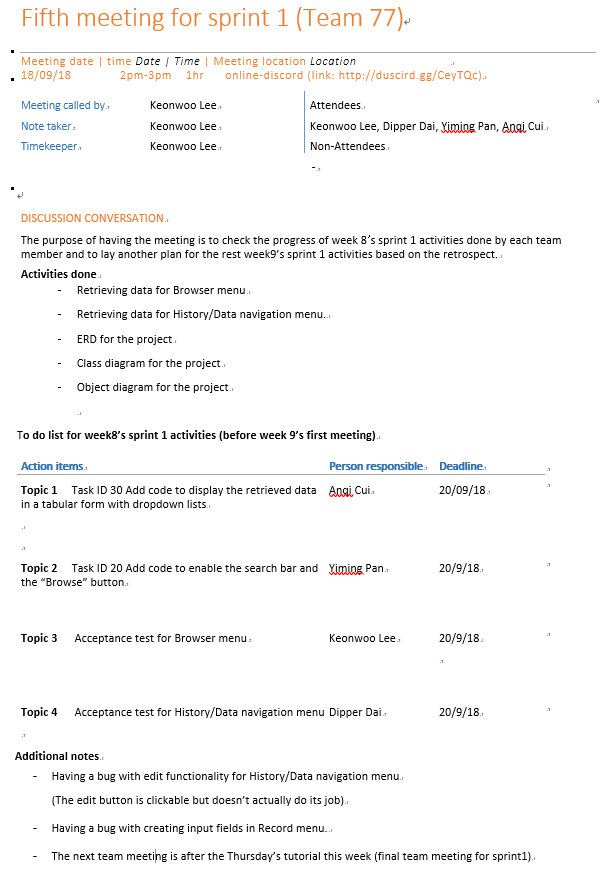 Fifth meeting for sprint 1 (Team 77)
Meeting date | time Date | Time | Meeting location Location
18/09/18 2pm-3pm 1hr online-discord (link: http://duscird.gg/CeyTQc)
Meeting called by Keonwoo Lee Attendees
Note taker Keonwoo Lee Keonwoo Lee, Dipper Dai, Yiming Pan, Anqi Cui
Timekeeper Keonwoo Lee Non-Attendees
-
DISCUSSION CONVERSATION
The purpose of having the meeting is to check the progress of week 8's sprint 1 activities done by each team
member and to lay another plan for the rest week9's sprint 1 activities based on the retrospect.
Activities done
- Retrieving data for Browser menu
- Retrieving data for History/Data navigation menu.
- ERD for the project
- Class diagram for the project
- Object diagram for the project
To do list for week8's sprint 1 activities (before week 9's first meeting)
Action items Person responsible Deadline
Topic 1 Task ID 30 Add code to display the retrieved data Anqi Cui 20/09/18
in a tabular form with dropdown lists
Topic 2 Task ID 20 Add code to enable the search bar and Yiming Pan 20/9/18
the "Browse" button
Topic 3 Acceptance test for Browser menu Keonwoo Lee 20/9/18
Topic 4 Acceptance test for History/Data navigation menu Dipper Dai 20/9/18
Additional notes
- Having a bug with edit functionality for History/Data navigation menu
(The edit button is clickable but doesn't actually do its job)
- Having a bug with creating input fields in Record menu.
- The next team meeting is after the Thursday's tutorial this week (final team meeting for sprint1)